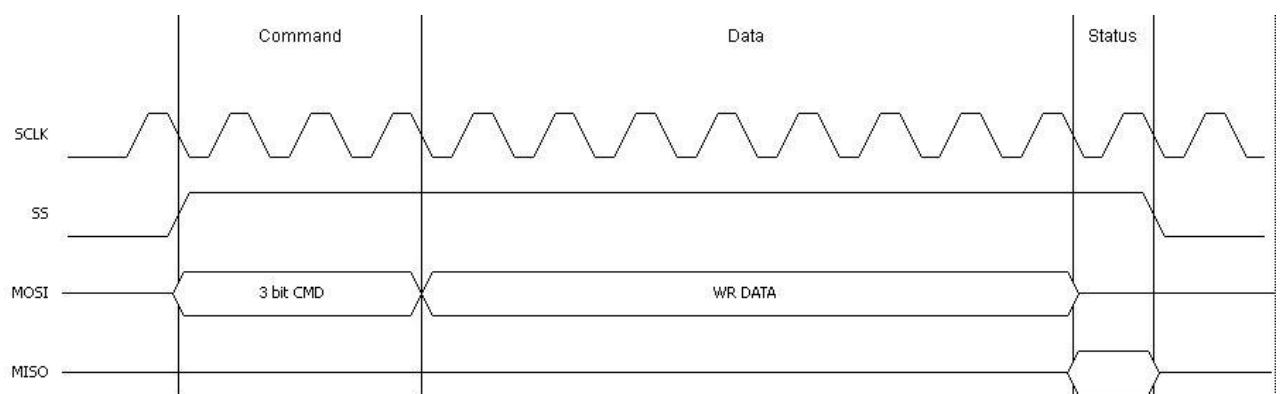 Command Data Status
SCLK
SS
MOSI 3 bit CMD WR DATA
MISO